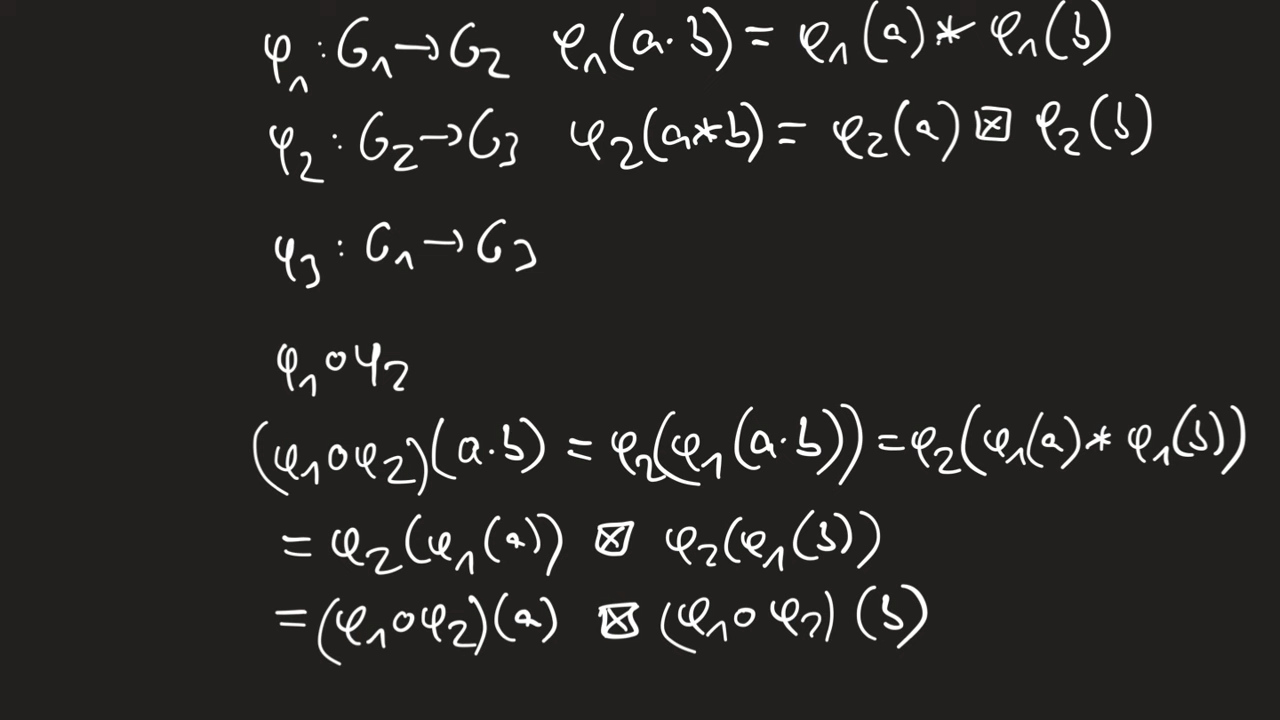 φ₁ : G₁ → G₂ φ₁(a·b) = φ₁(a) * φ₁(b)
φ₂ : G₂ → G₃ φ₂(a*b) = φ₂(a) ⊠ φ₂(b)
φ₃ : G₁ → G₃
φ₁∘φ₂
(φ₁∘φ₂)(a·b) = φ₂(φ₁(a·b)) = φ₂(φ₁(a) * φ₁(b))
= φ₂(φ₁(a)) ⊠ φ₂(φ₁(b))
= (φ₁∘φ₂)(a) ⊠ (φ₁∘φ₂)(b)